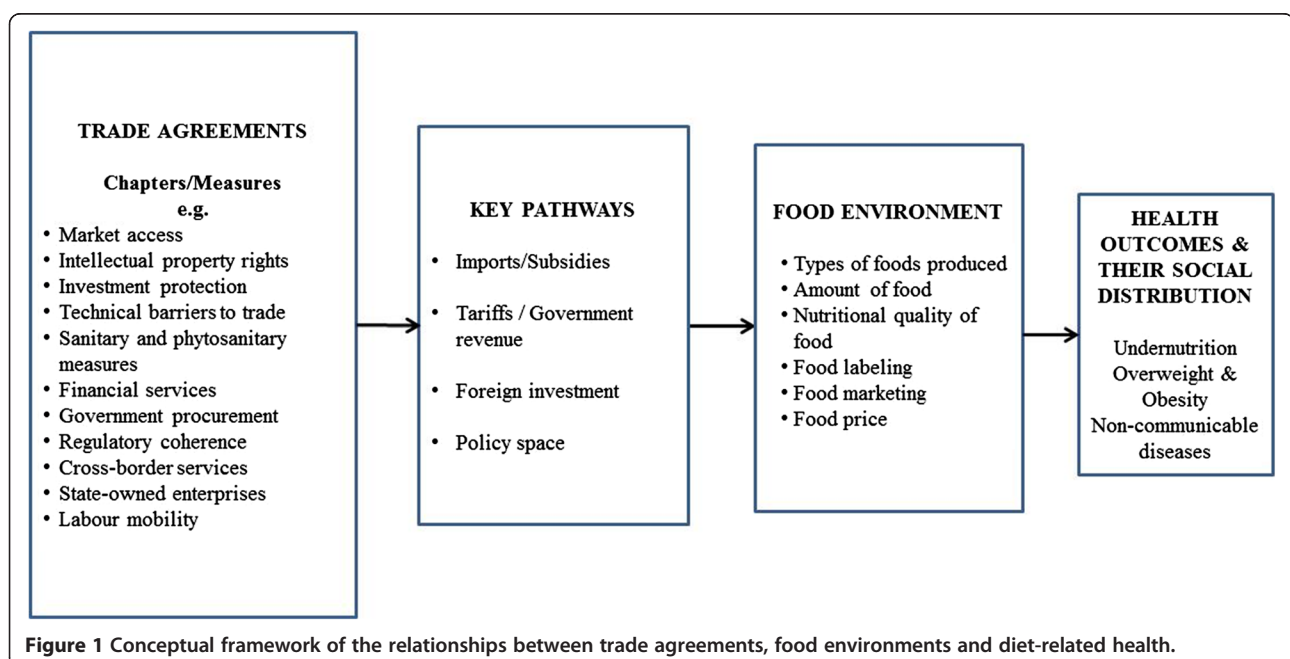 TRADE AGREEMENTS
Chapters/Measures
e.g.
• Market access
• Intellectual property rights
• Investment protection
• Technical barriers to trade
• Sanitary and phytosanitary
measures
• Financial services
• Government procurement
• Regulatory coherence
• Cross-border services
• State-owned enterprises
• Labour mobility
KEY PATHWAYS
• Imports/Subsidies
• Tariffs / Government
revenue
• Foreign investment
• Policy space
FOOD ENVIRONMENT
• Types of foods produced
• Amount of food
• Nutritional quality of
food
• Food labeling
• Food marketing
• Food price
HEALTH
OUTCOMES &
THEIR SOCIAL
DISTRIBUTION
Undernutrition
Overweight &
Obesity
Non-communicable
diseases
Figure 1 Conceptual framework of the relationships between trade agreements, food environments and diet-related health.